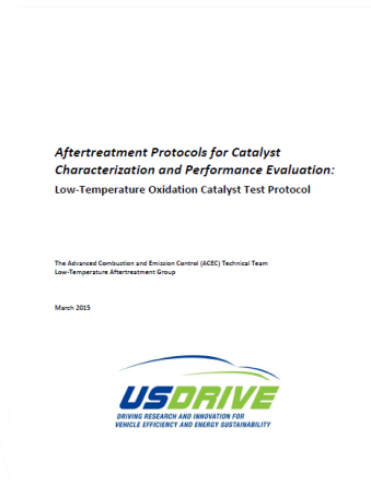 Aftertreatment Protocols for Catalyst
Characterization and Performance Evaluation:
Low-Temperature Oxidation Catalyst Test Protocol
The Advanced Combustion and Emission Control (ACEC) Technical Team
Low-Temperature Aftertreatment Group
March 2015
USDRIVE
DRIVING RESEARCH AND INNOVATION FOR
VEHICLE EFFICIENCY AND ENERGY SUSTAINABILITY